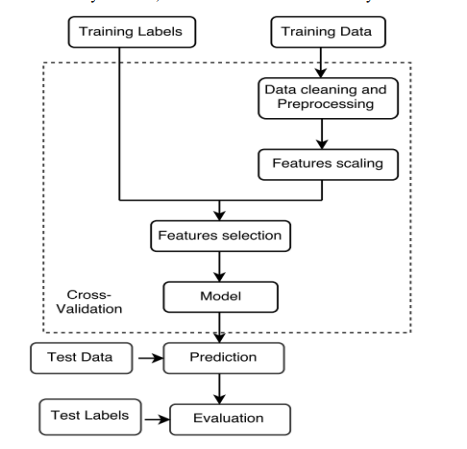 Training Labels
Training Data
Data cleaning and
Preprocessing
Features scaling
Features selection
Model
Cross-
Validation
Test Data
Prediction
Test Labels
Evaluation